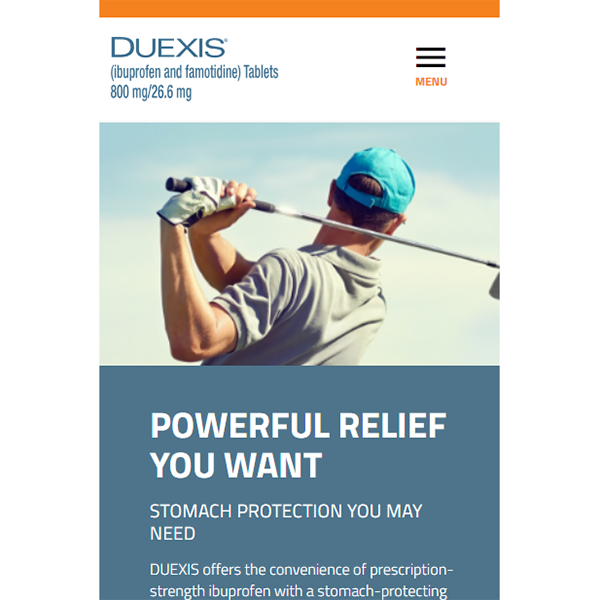 DUEXIS®
(ibuprofen and famotidine) Tablets
800 mg/26.6 mg
MENU
POWERFUL RELIEF
YOU WANT
STOMACH PROTECTION YOU MAY
NEED
DUEXIS offers the convenience of prescription-
strength ibuprofen with a stomach-protecting